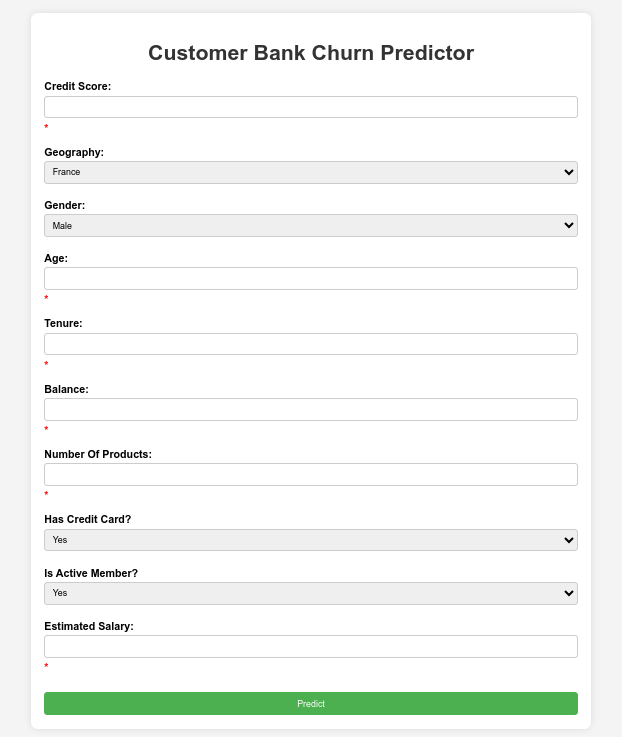 Customer Bank Churn Predictor
Credit Score:
*
Geography:
France
Gender:
Male
Age:
*
Tenure:
*
Balance:
*
Number Of Products:
*
Has Credit Card?
Yes
Is Active Member?
Yes
Estimated Salary:
*
Predict